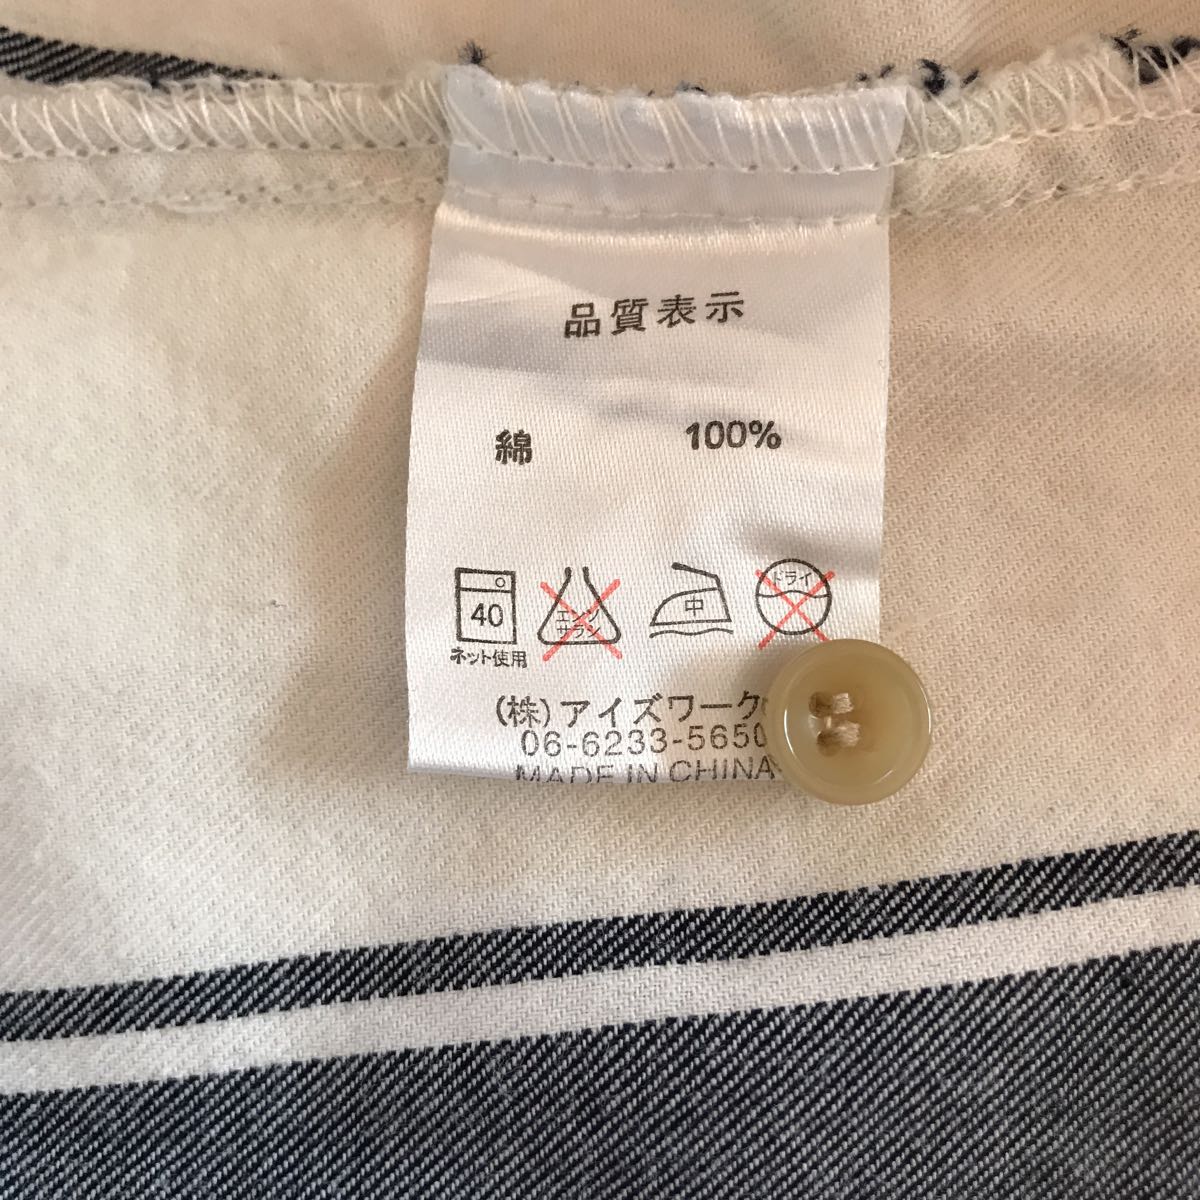 品質表示
綿 100%
40
エンソ
サラシ
中
ドライ
ネット使用
(株)アイズワーク
06-6233-5650
MADE IN CHINA